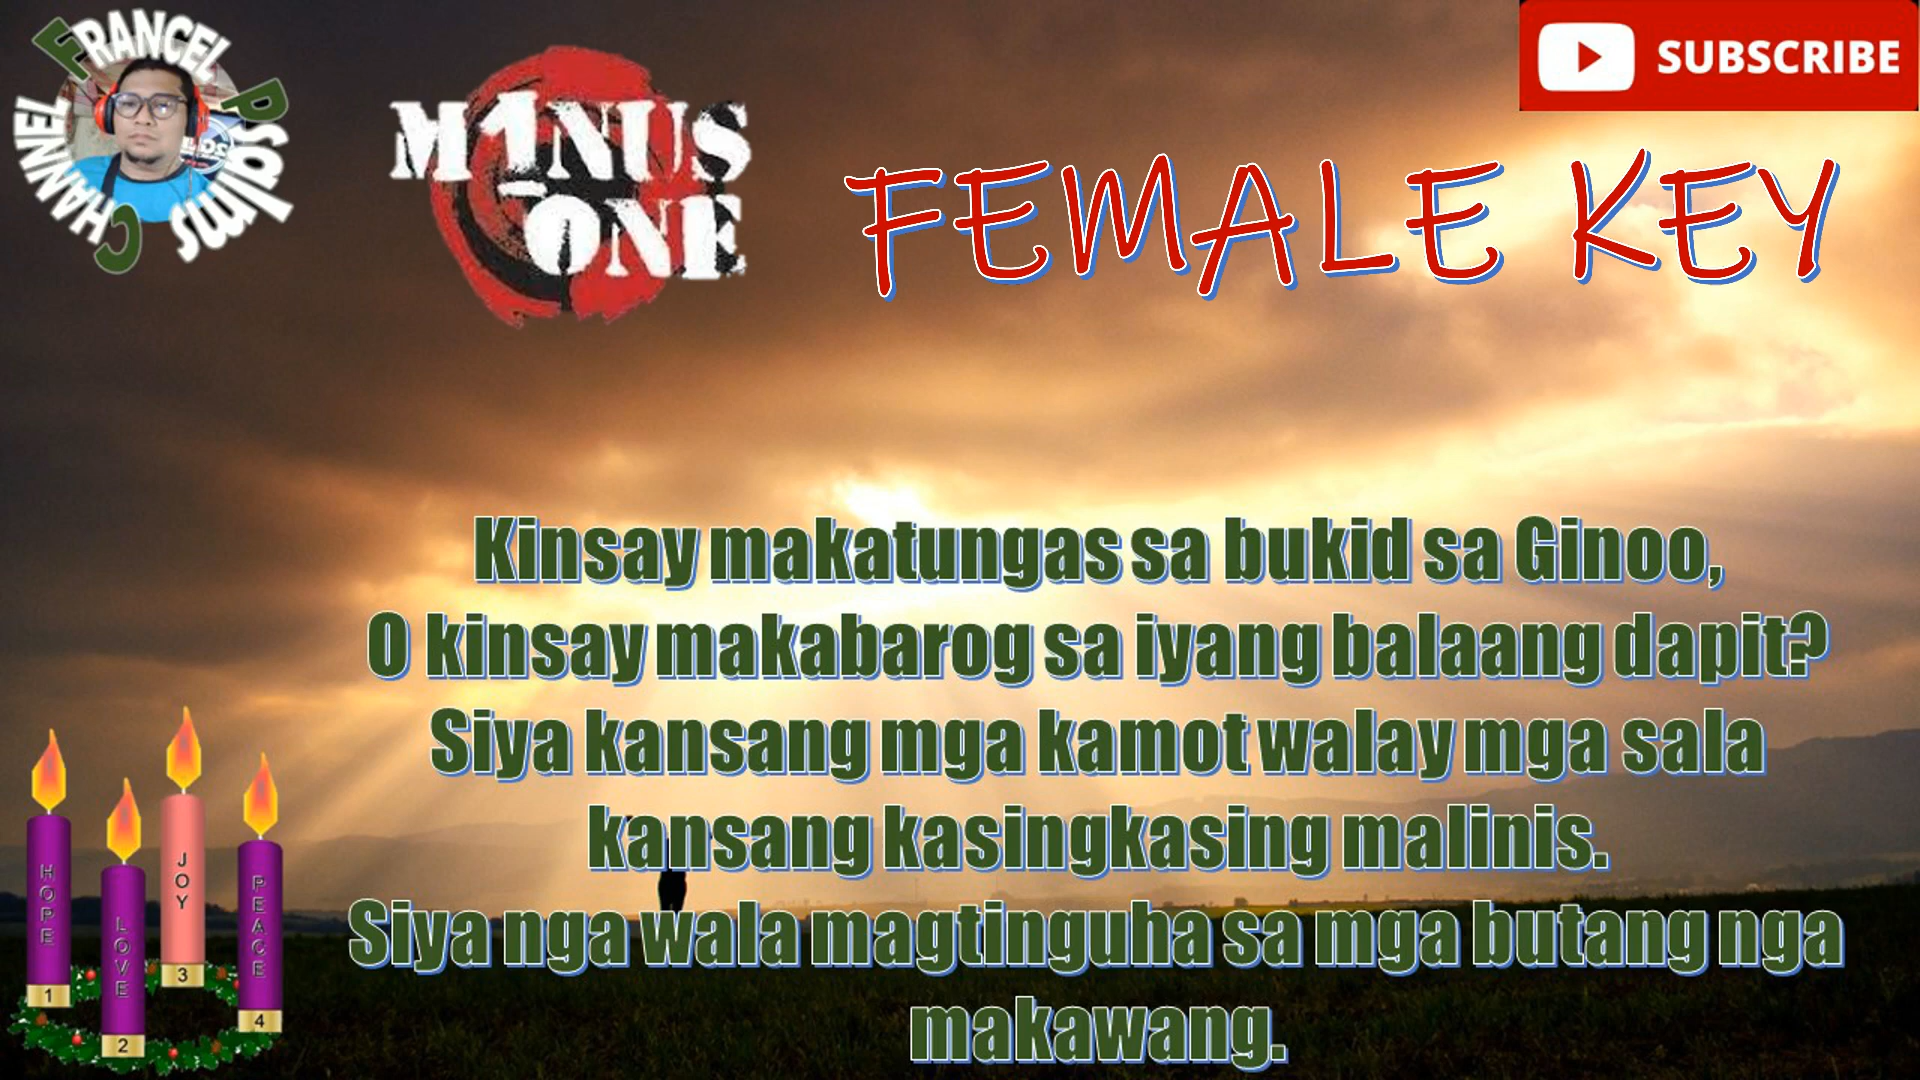 FRANCEL Psalms CHANNEL
M1NUS ONE
FEMALE KEY
SUBSCRIBE
Kinsay makatungas sa bukid sa Ginoo,
O kinsay makabarog sa iyang balaang dapit?
Siya kansang mga kamot walay mga sala
kansang kasingkasing malinis.
Siya nga wala magtinguha sa mga butang nga
makawang.
HOPE
1
LOVE
2
JOY
3
PEACE
4